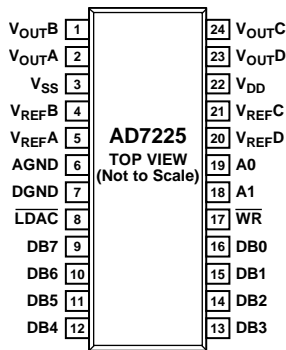 VOUTB 1
VOUTA 2
VSS 3
VREFB 4
VREFA 5
AGND 6
DGND 7
LDAC 8
DB7 9
DB6 10
DB5 11
DB4 12
AD7225
TOP VIEW
(Not to Scale)
24 VOUTC
23 VOUTD
22 VDD
21 VREFC
20 VREFD
19 A0
18 A1
17 WR
16 DB0
15 DB1
14 DB2
13 DB3